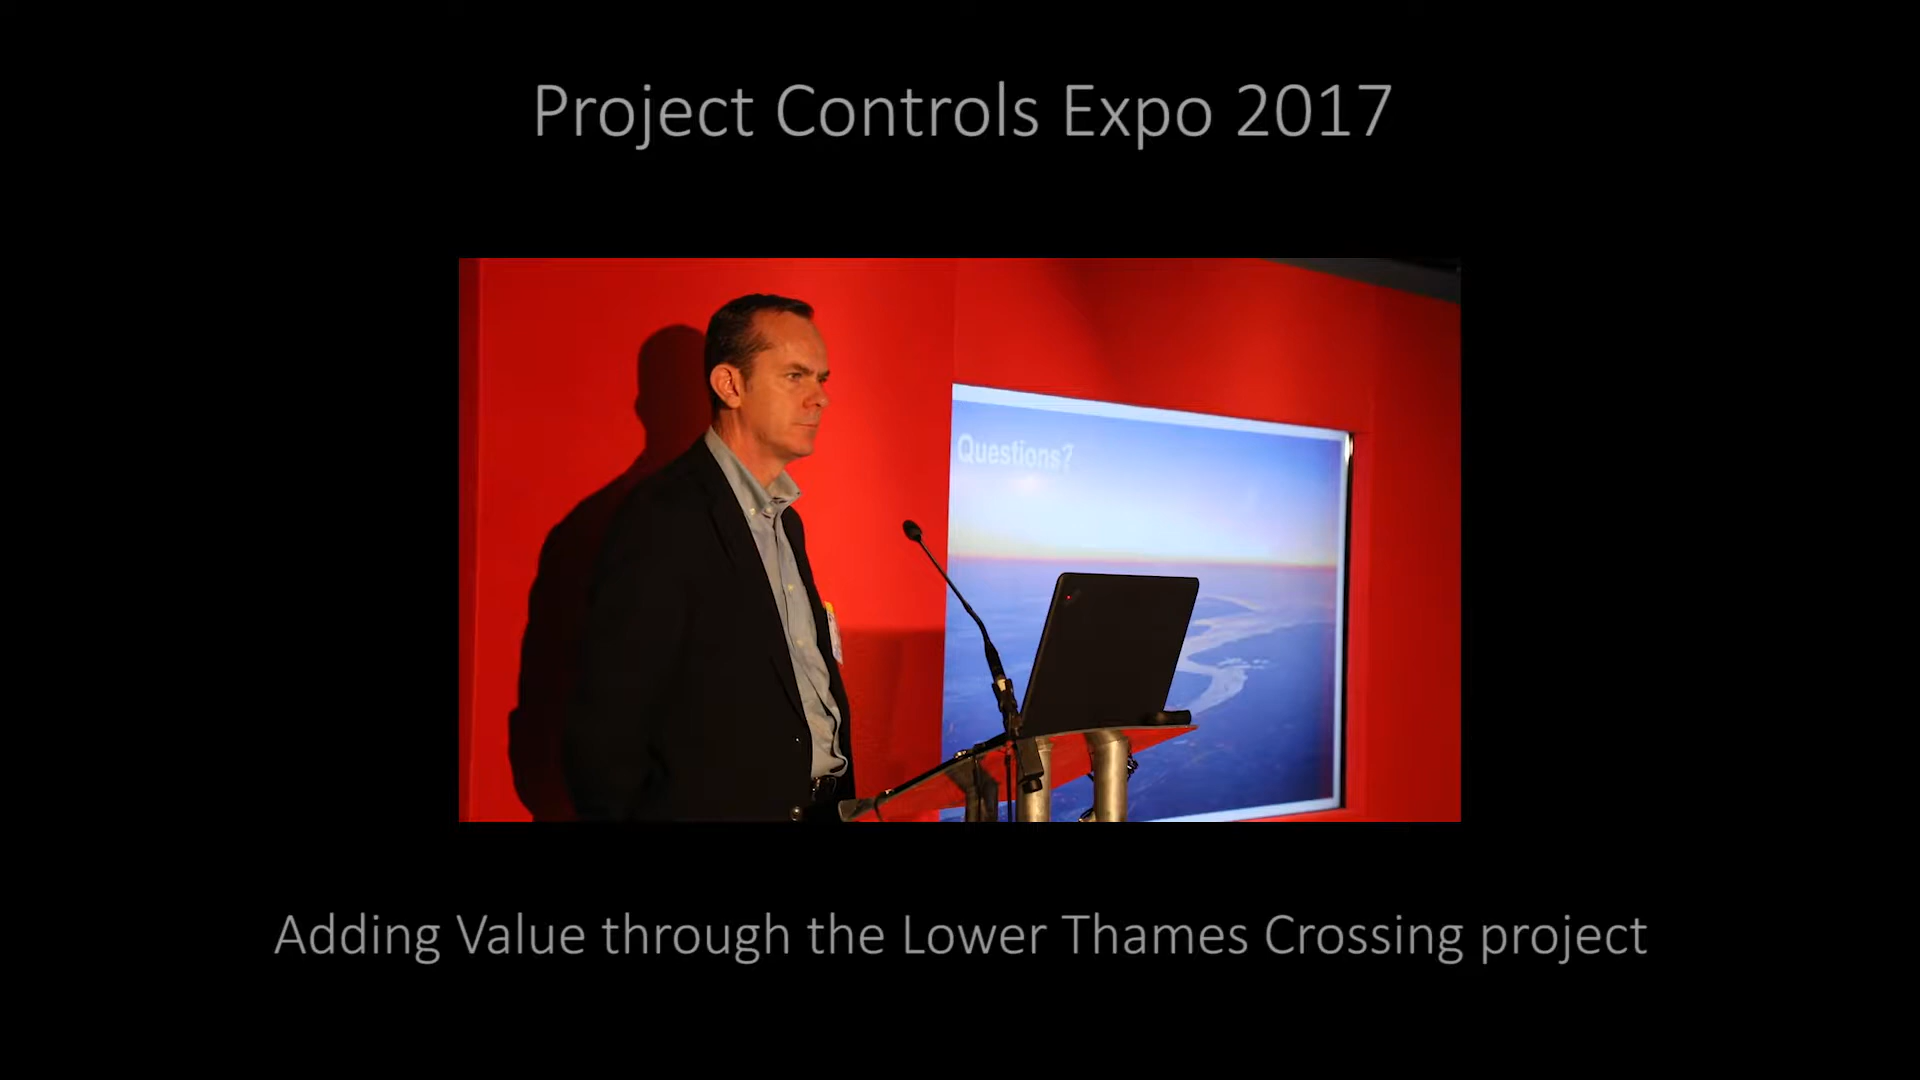 Project Controls Expo 2017
Questions?
Adding Value through the Lower Thames Crossing project